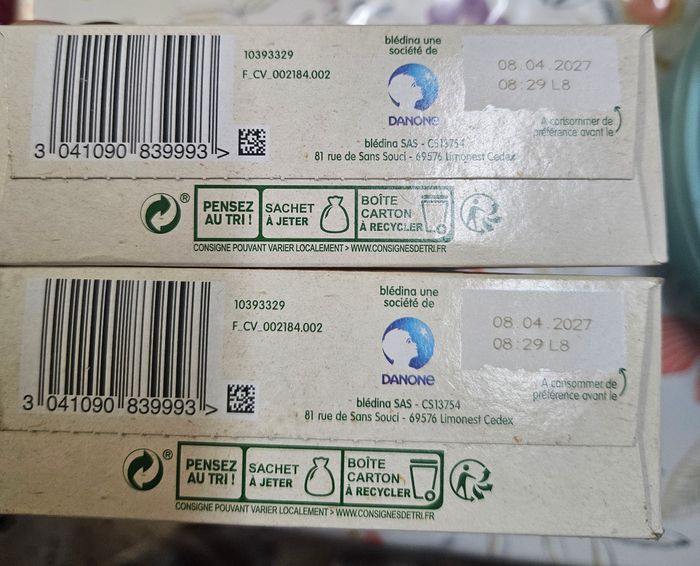 10393329
F_CV_002184.002
blédina une
société de
DANONE
08.04.2027
08:29 L8
A consommer de
préférence avant le
3 041090 839993 >
blédina SAS - CS13754
81 rue de Sans Souci - 69576 Limonest Cedex
PENSEZ
AU TRI !
SACHET
À JETER
BOÎTE
CARTON
À RECYCLER
®
CONSIGNE POUVANT VARIER LOCALEMENT > WWW.CONSIGNESDETRI.FR
10393329
F_CV_002184.002
blédina une
société de
DANONE
08.04.2027
08:29 L8
A consommer de
préférence avant le
3 041090 839993 >
blédina SAS - CS13754
81 rue de Sans Souci - 69576 Limonest Cedex
PENSEZ
AU TRI !
SACHET
À JETER
BOÎTE
CARTON
À RECYCLER
®
CONSIGNE POUVANT VARIER LOCALEMENT > WWW.CONSIGNESDETRI.FR